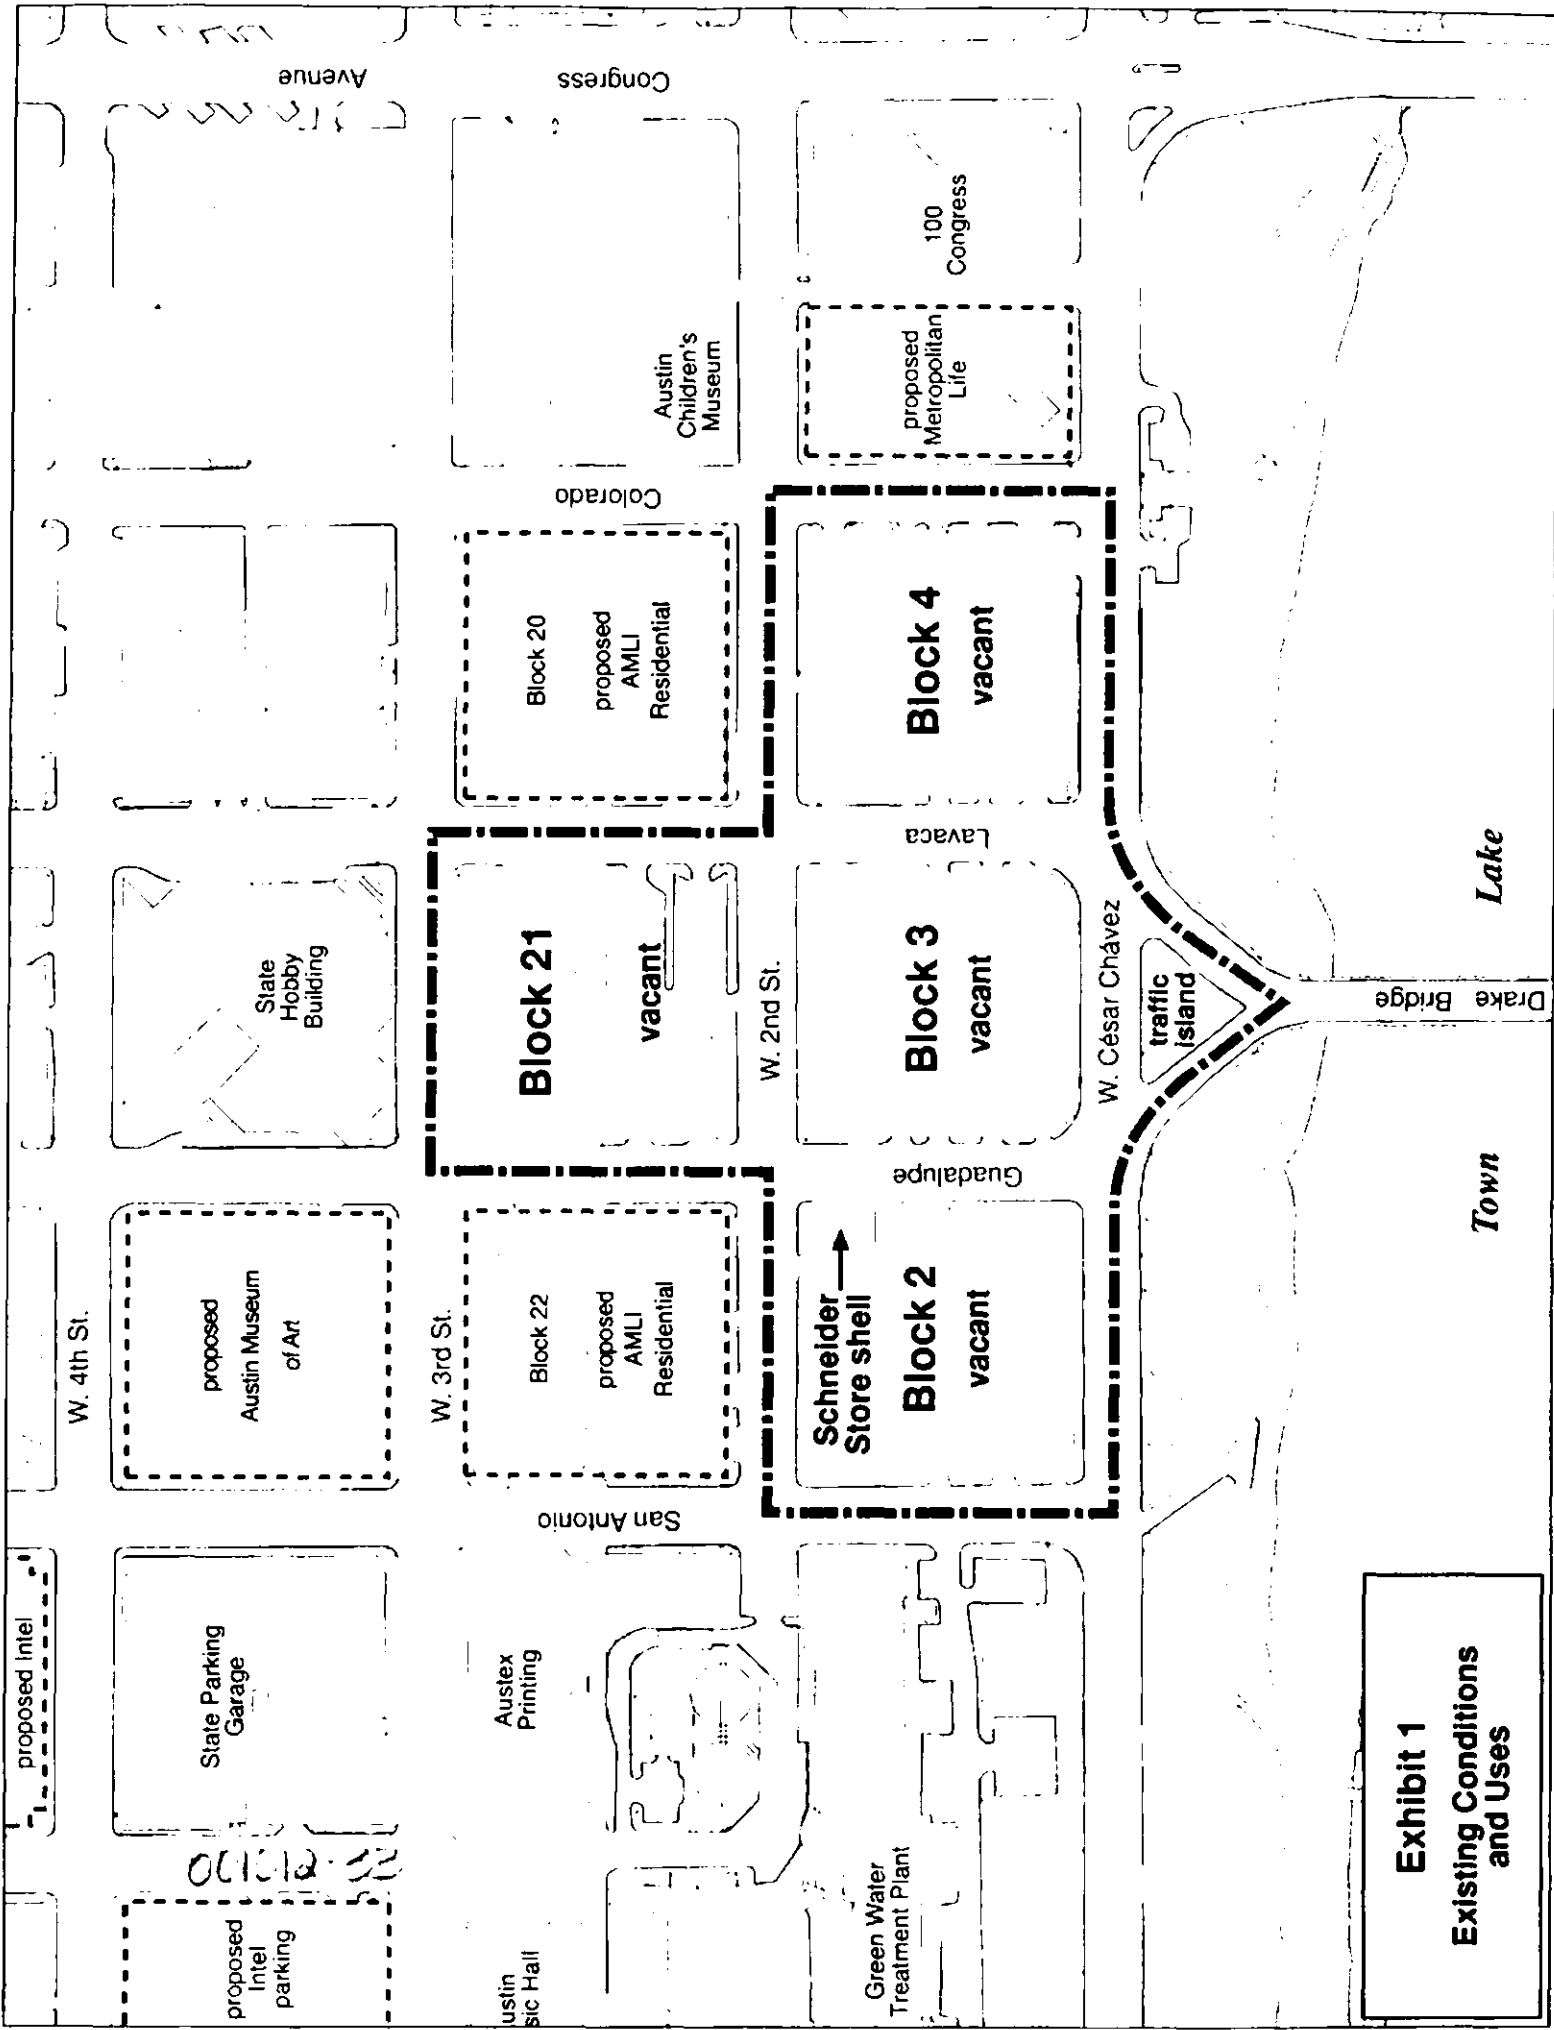 proposed Intel
W. 4th St.
proposed
Intel
parking
State Parking
Garage
proposed
Austin Museum
of Art
State
Hobby
Building
Avenue
W. 3rd St.
ustin
sic Hall
Austex
Printing
San Antonio
Block 22
proposed
AMLI
Residential
Block 21
vacant
Block 20
proposed
AMLI
Residential
Colorado
Austin
Children's
Museum
Congress
W. 2nd St.
Green Water
Treatment Plant
Schneider
Store shell
Block 2
vacant
Guadalupe
Block 3
vacant
Lavaca
Block 4
vacant
proposed
Metropolitan
Life
100
Congress
W. César Chávez
traffic
island
Drake
Bridge
Town
Lake
Exhibit 1
Existing Conditions
and Uses